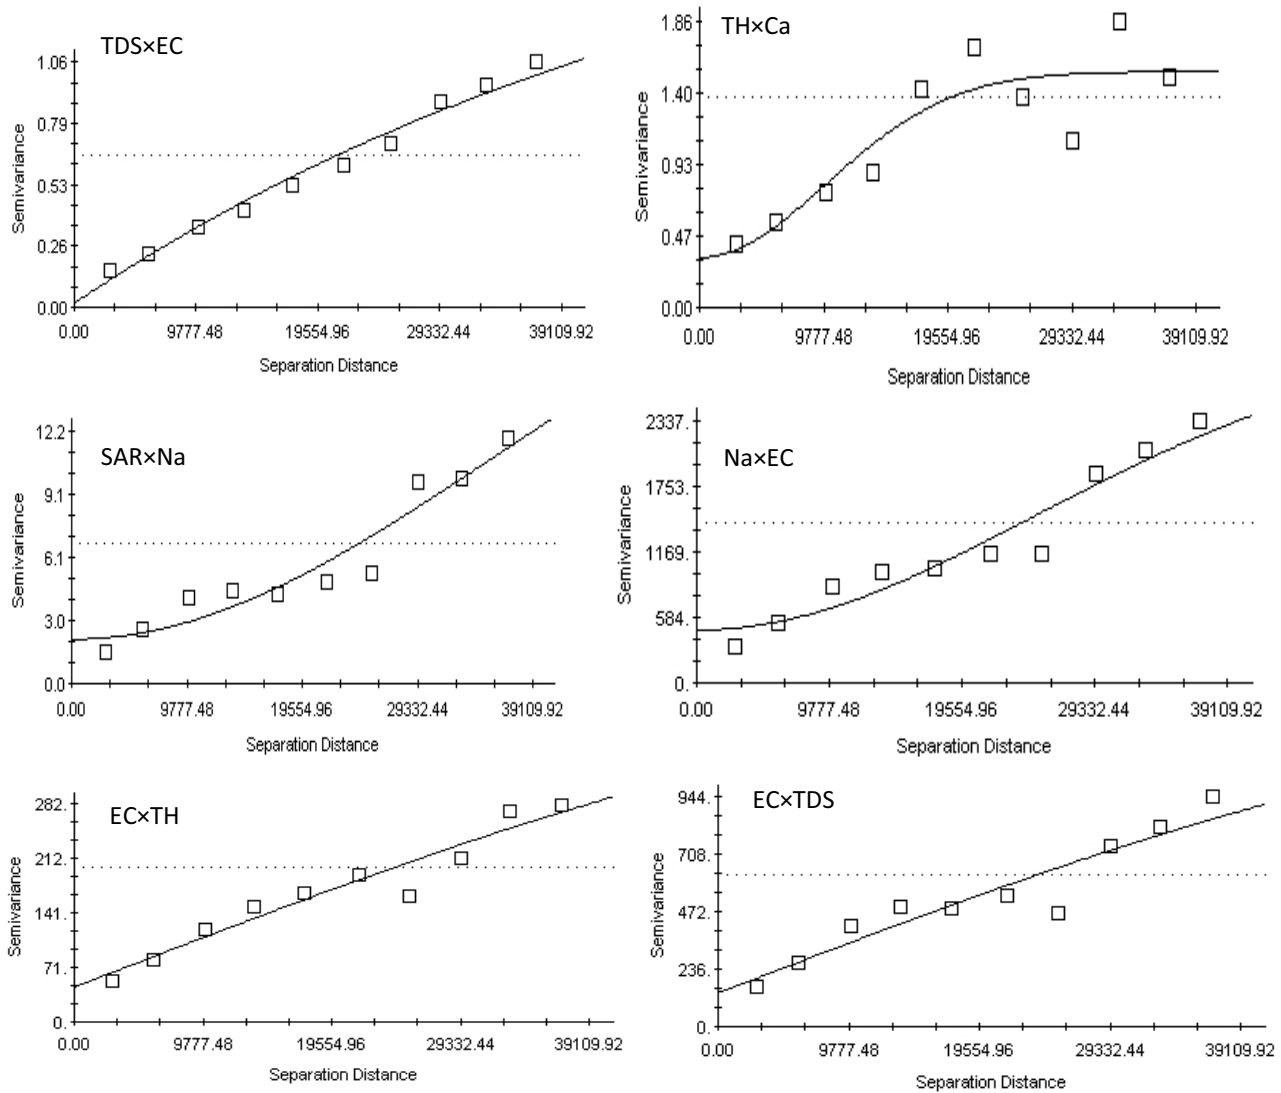 TDS×EC
1.06
0.79
0.53
0.26
0.00
Semivariance
0.00 9777.48 19554.96 29332.44 39109.92
Separation Distance
TH×Ca
1.86
1.40
0.93
0.47
0.00
Semivariance
0.00 9777.48 19554.96 29332.44 39109.92
Separation Distance
SAR×Na
12.2
9.1
6.1
3.0
0.0
Semivariance
0.00 9777.48 19554.96 29332.44 39109.92
Separation Distance
Na×EC
2337.
1753.
1169.
584.
0.
Semivariance
0.00 9777.48 19554.96 29332.44 39109.92
Separation Distance
EC×TH
282.
212.
141.
71.
0.
Semivariance
0.00 9777.48 19554.96 29332.44 39109.92
Separation Distance
EC×TDS
944.
708.
472.
236.
0.
Semivariance
0.00 9777.48 19554.96 29332.44 39109.92
Separation Distance